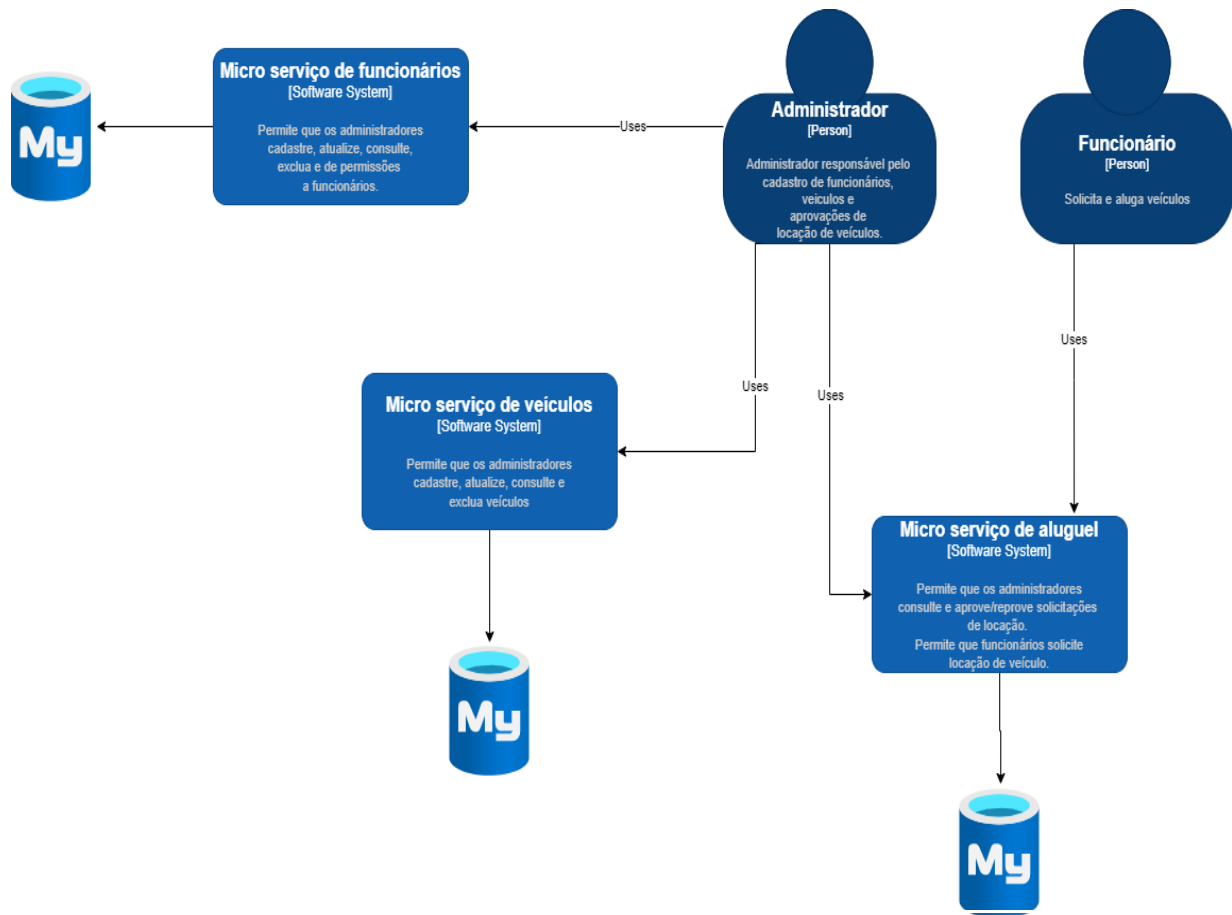 Micro serviço de funcionários
[Software System]
Permite que os administradores
cadastre, atualize, consulte,
exclua e de permissões
a funcionários.
My
Uses
Administrador
[Person]
Administrador responsável pelo
cadastro de funcionários,
veiculos e
aprovações de
locação de veículos.
Funcionário
[Person]
Solicita e aluga veículos
Uses
Uses
Uses
Micro serviço de veículos
[Software System]
Permite que os administradores
cadastre, atualize, consulte e
exclua veículos
My
Micro serviço de aluguel
[Software System]
Permite que os administradores
consulte e aprove/reprove solicitações
de locação.
Permite que funcionários solicite
locação de veículo.
My